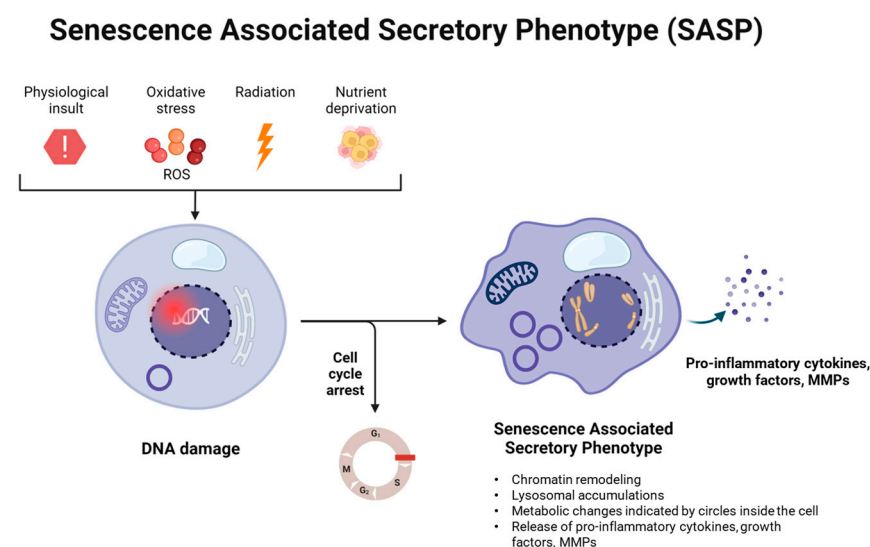 Senescence Associated Secretory Phenotype (SASP)
Physiological
insult
Oxidative
stress
Radiation
Nutrient
deprivation
!
ROS
Cell
cycle
arrest
DNA damage
G₁
S
G₂
M
Pro-inflammatory cytokines,
growth factors, MMPs
Senescence Associated
Secretory Phenotype
• Chromatin remodeling
• Lysosomal accumulations
• Metabolic changes indicated by circles inside the cell
• Release of pro-inflammatory cytokines, growth
factors, MMPs